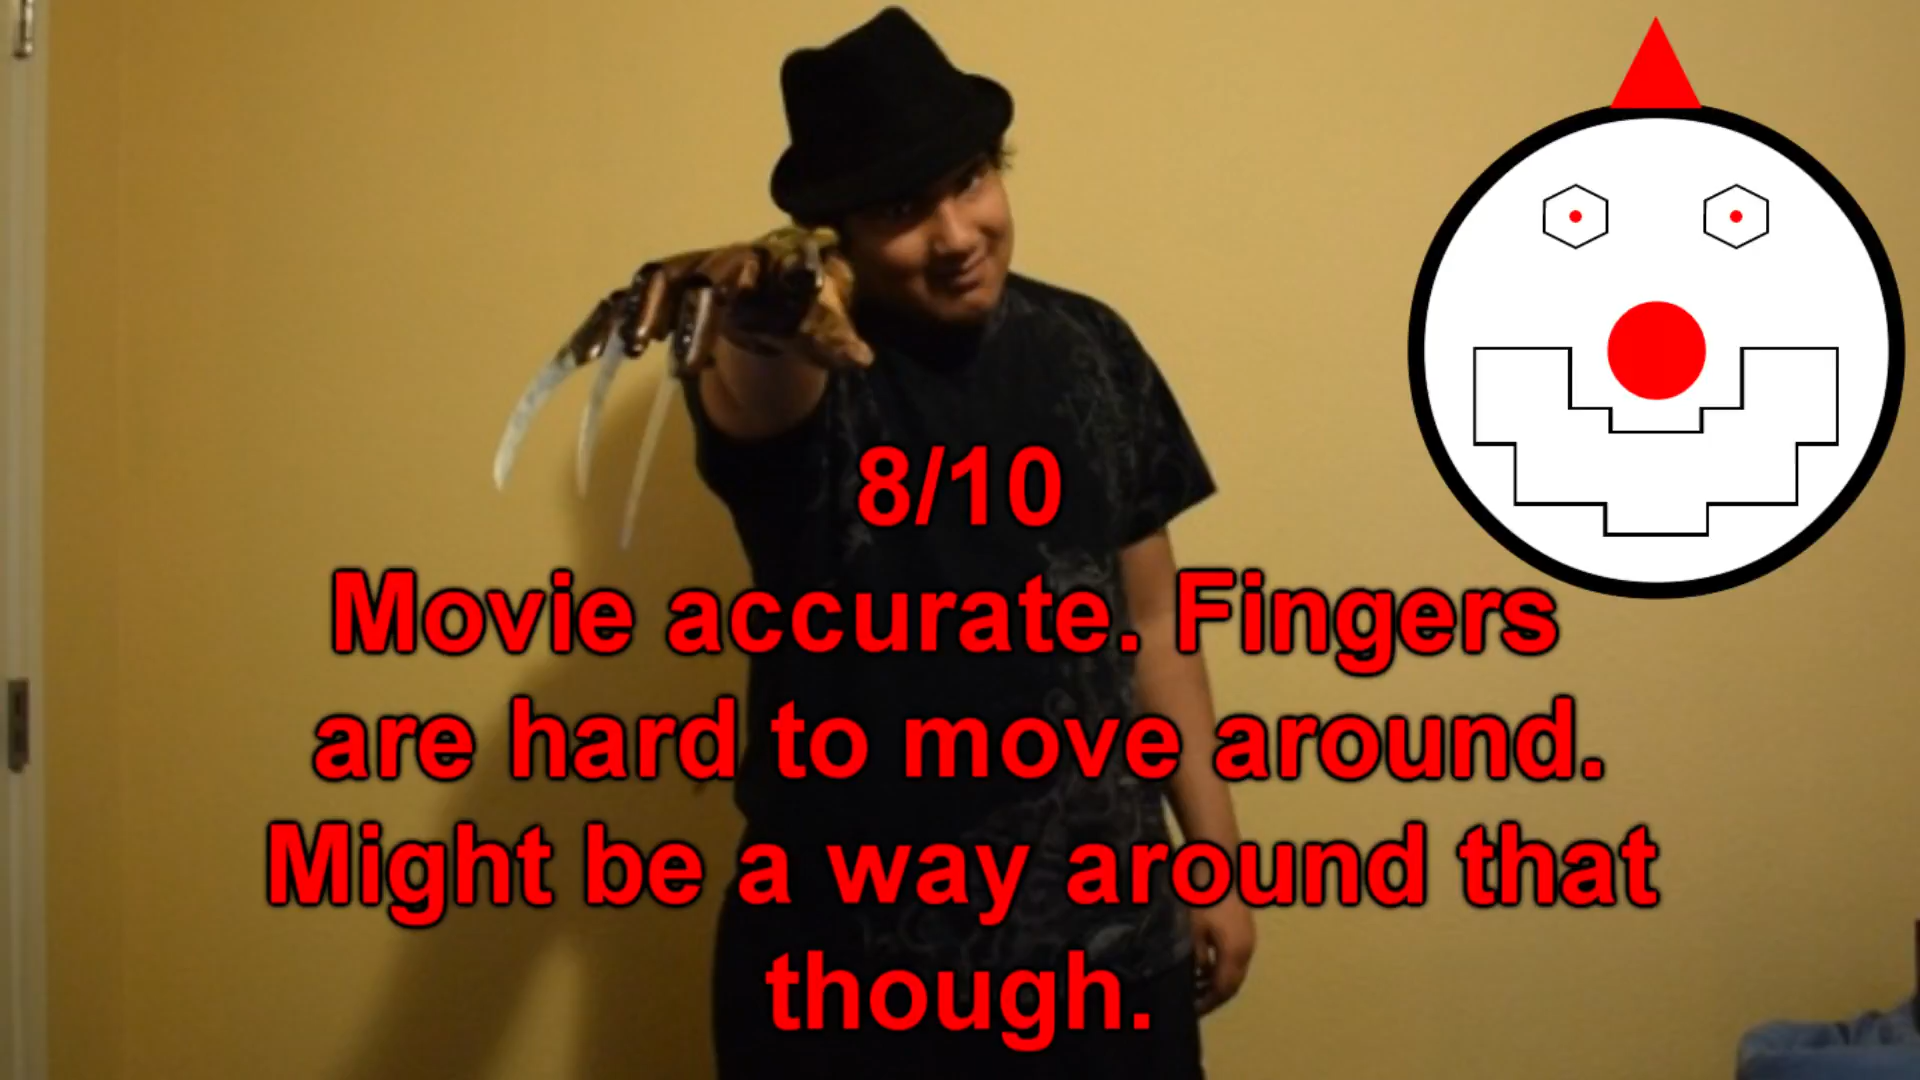 8/10
Movie accurate. Fingers
are hard to move around.
Might be a way around that
though.